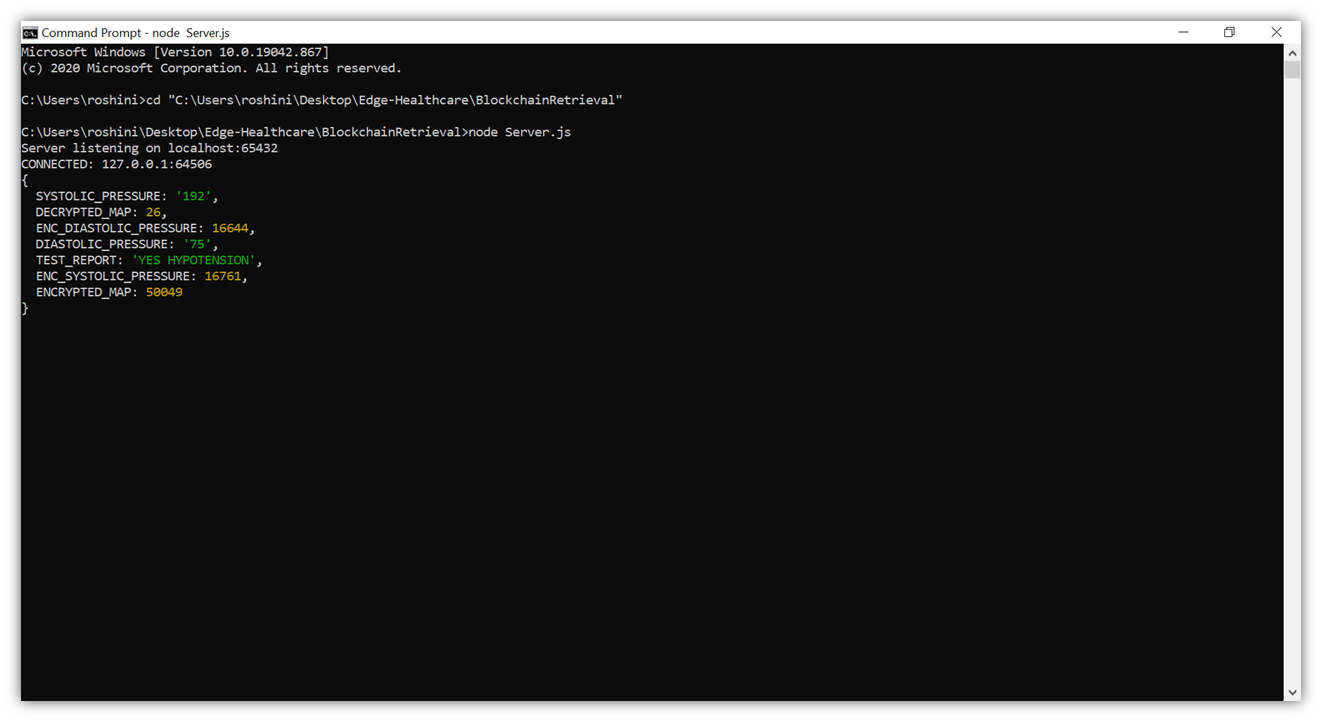 Command Prompt - node  Server.js
Microsoft Windows [Version 10.0.19042.867]
(c) 2020 Microsoft Corporation. All rights reserved.
C:\Users\roshini>cd "C:\Users\roshini\Desktop\Edge-Healthcare\BlockchainRetrieval"
C:\Users\roshini\Desktop\Edge-Healthcare\BlockchainRetrieval>node Server.js
Server listening on localhost:65432
CONNECTED: 127.0.0.1:64506
{
  SYSTOLIC_PRESSURE: '192',
  DECRYPTED_MAP: 26,
  ENC_DIASTOLIC_PRESSURE: 16644,
  DIASTOLIC_PRESSURE: '75',
  TEST_REPORT: 'YES HYPOTENSION',
  ENC_SYSTOLIC_PRESSURE: 16761,
  ENCRYPTED_MAP: 50049
}